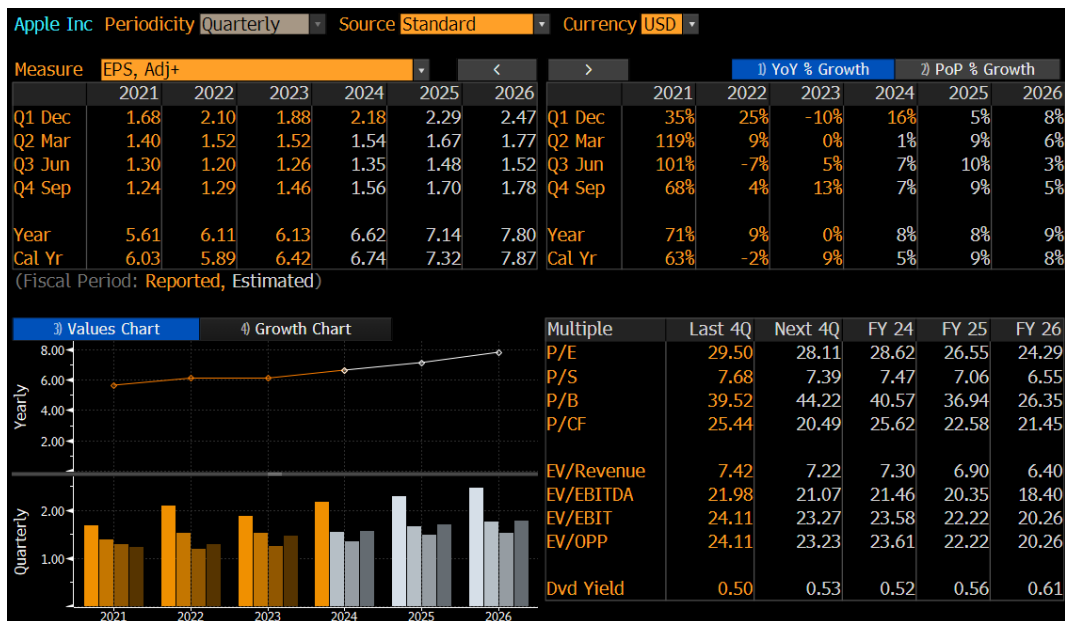 Apple Inc Periodicity Quarterly Source Standard Currency USD
Measure EPS, Adj+ < > 1) YoY % Growth 2) PoP % Growth
2021 2022 2023 2024 2025 2026 2021 2022 2023 2024 2025 2026
Q1 Dec 1.68 2.10 1.88 2.18 2.29 2.47 Q1 Dec 35% 25% -10% 16% 5% 8%
Q2 Mar 1.40 1.52 1.52 1.54 1.67 1.77 Q2 Mar 119% 9% 0% 1% 9% 6%
Q3 Jun 1.30 1.20 1.26 1.35 1.48 1.52 Q3 Jun 101% -7% 5% 7% 10% 3%
Q4 Sep 1.24 1.29 1.46 1.56 1.70 1.78 Q4 Sep 68% 4% 13% 7% 9% 5%
Year 5.61 6.11 6.13 6.62 7.14 7.80 Year 71% 9% 0% 8% 8% 9%
Cal Yr 6.03 5.89 6.42 6.74 7.32 7.87 Cal Yr 63% -2% 9% 5% 9% 8%
(Fiscal Period: Reported, Estimated)
3) Values Chart 4) Growth Chart
8.00
6.00
4.00
2.00
Yearly
2.00
1.00
Quarterly
2021 2022 2023 2024 2025 2026
Multiple Last 4Q Next 4Q FY 24 FY 25 FY 26
P/E 29.50 28.11 28.62 26.55 24.29
P/S 7.68 7.39 7.47 7.06 6.55
P/B 39.52 44.22 40.57 36.94 26.35
P/CF 25.44 20.49 25.62 22.58 21.45
EV/Revenue 7.42 7.22 7.30 6.90 6.40
EV/EBITDA 21.98 21.07 21.46 20.35 18.40
EV/EBIT 24.11 23.27 23.58 22.22 20.26
EV/OPP 24.11 23.23 23.61 22.22 20.26
Dvd Yield 0.50 0.53 0.52 0.56 0.61